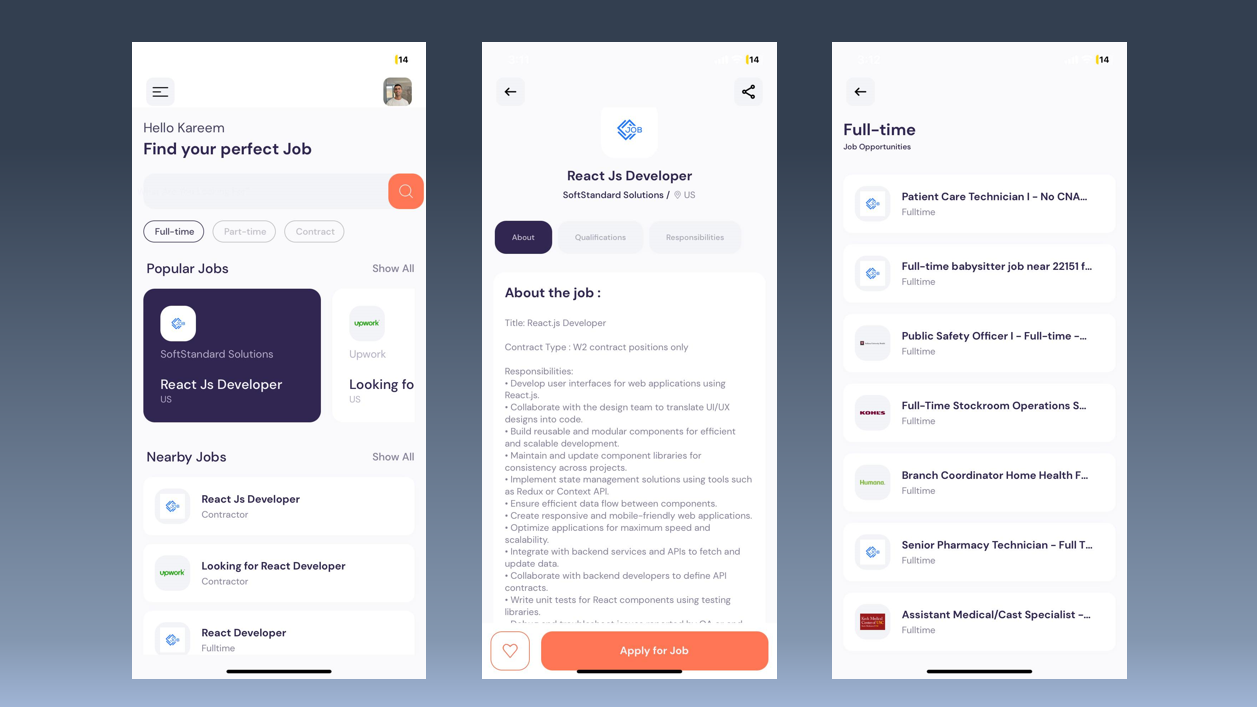 14
Hello Kareem
Find your perfect Job
Full-time
Part-time
Contract
Popular Jobs
Show All
SoftStandard Solutions
React Js Developer
US
upwork
Upwork
Looking fo
Nearby Jobs
Show All
React Js Developer
Contractor
upwork
Looking for React Developer
Contractor
React Developer
Fulltime
14
JOB
React Js Developer
SoftStandard Solutions / US
About
Qualifications
Responsibilities
About the job :
Title: React.js Developer
Contract Type : W2 contract positions only
Responsibilities:
• Develop user interfaces for web applications using
React.js.
• Collaborate with the design team to translate UI/UX
designs into code.
• Build reusable and modular components for efficient
and scalable development.
• Maintain and update component libraries for
consistency across projects.
• Implement state management solutions using tools such
as Redux or Context API.
• Ensure efficient data flow between components.
• Create responsive and mobile-friendly web applications.
• Optimize applications for maximum speed and
scalability.
• Integrate with backend services and APIs to fetch and
update data.
• Collaborate with backend developers to define API
contracts.
• Write unit tests for React components using testing
libraries.
Apply for Job
14
Full-time
Job Opportunities
Patient Care Technician I - No CNA...
Fulltime
Full-time babysitter job near 22151 f...
Fulltime
Public Safety Officer I - Full-time -...
Fulltime
KOHL'S
Full-Time Stockroom Operations S...
Fulltime
Humana
Branch Coordinator Home Health F...
Fulltime
Senior Pharmacy Technician - Full T...
Fulltime
Assistant Medical/Cast Specialist -...
Fulltime